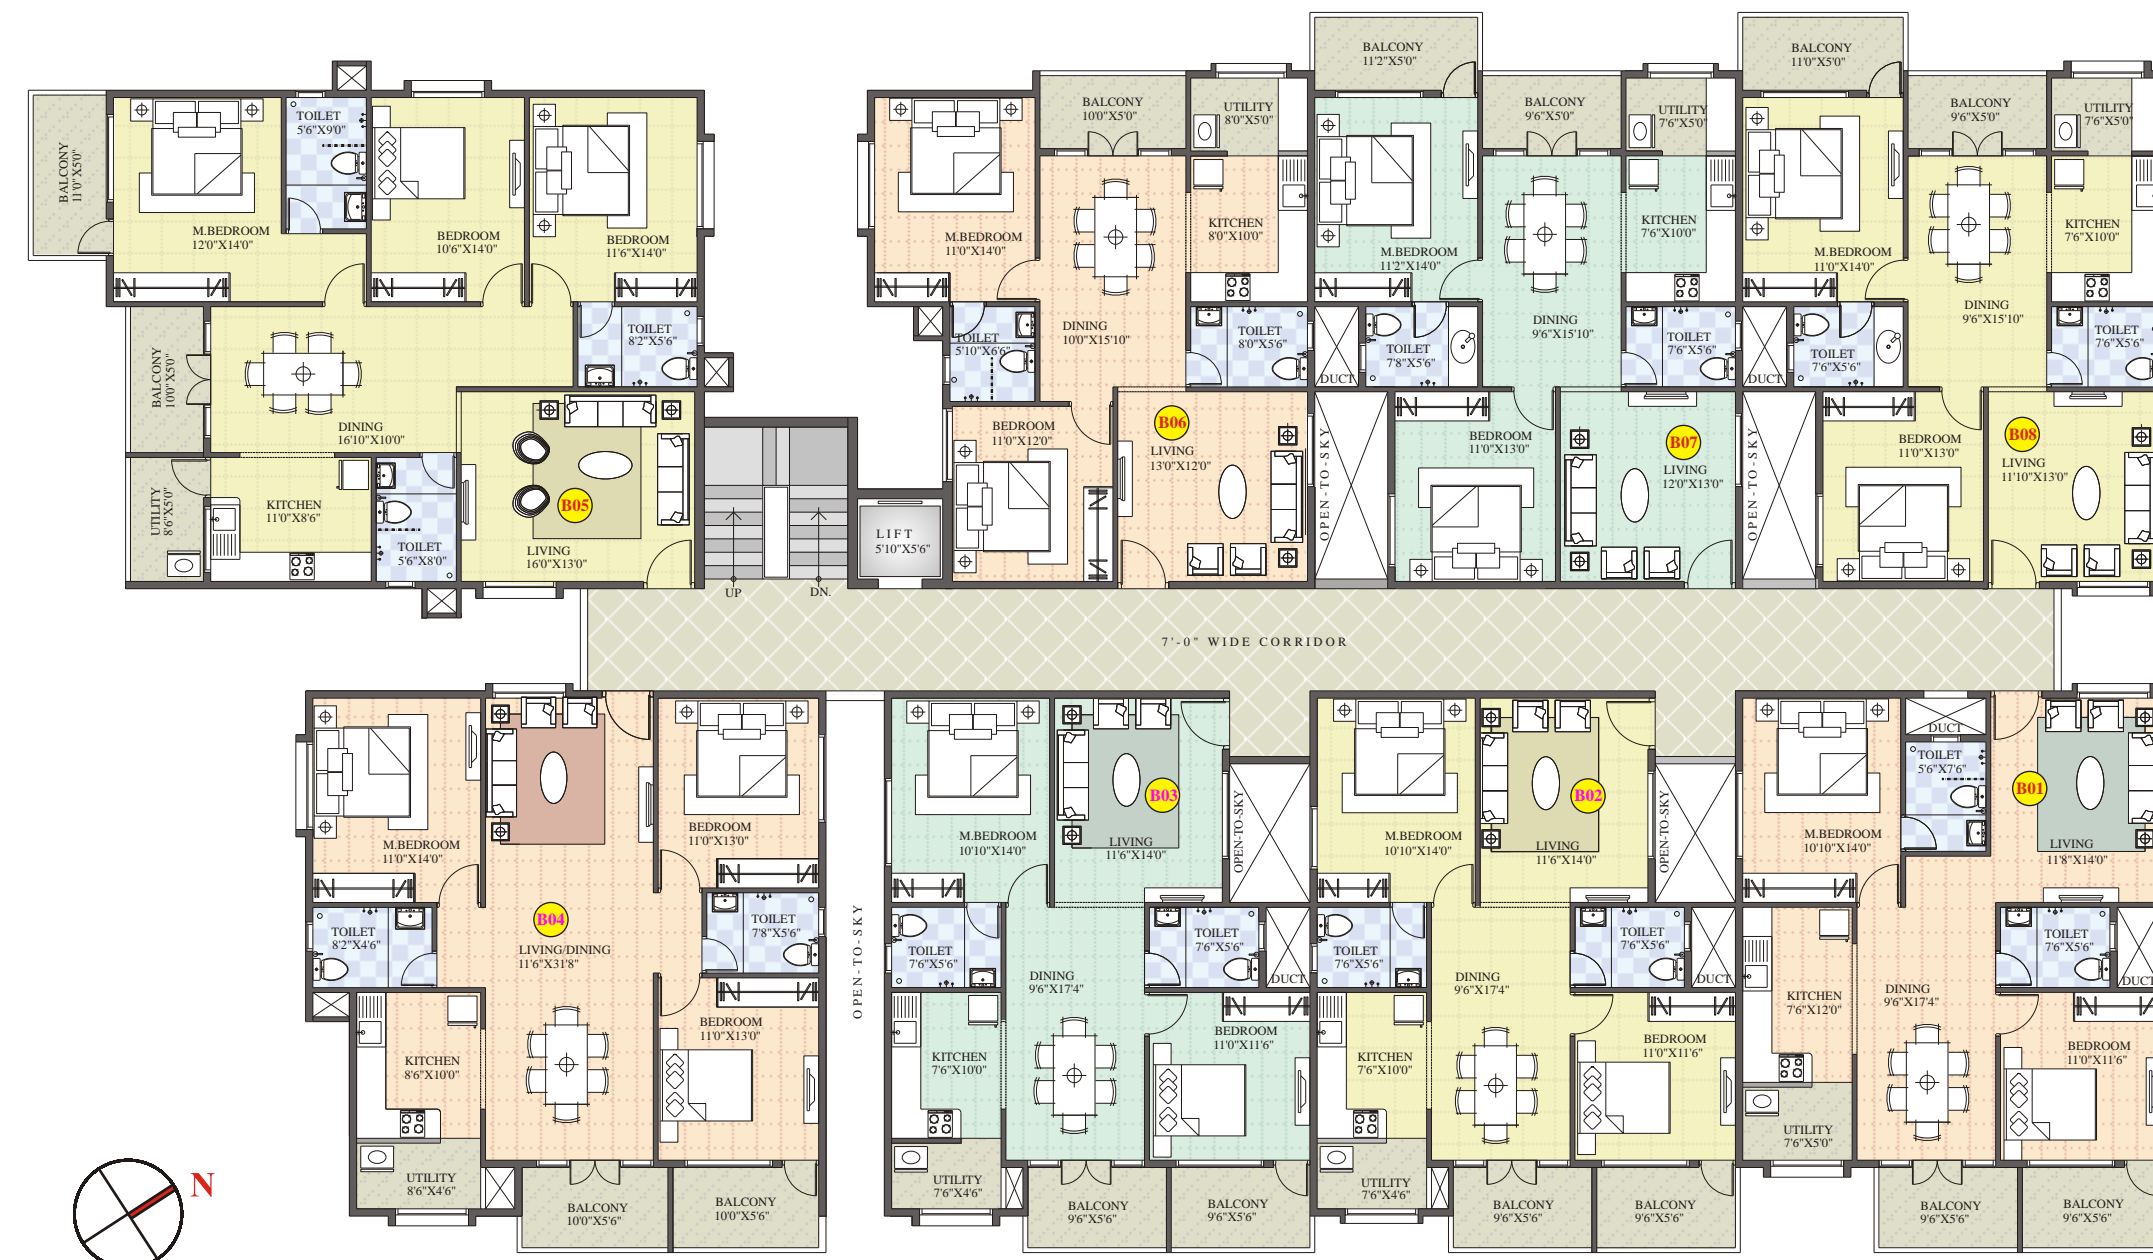 BALCONY
11'0"X5'0"
M.BEDROOM
12'0"X14'0"
TOILET
5'6"X9'0"
BEDROOM
10'6"X14'0"
BEDROOM
11'6"X14'0"
TOILET
8'2"X5'6"
BALCONY
10'0"X5'0"
DINING
16'10"X10'0"
UTILITY
8'6"X5'0"
KITCHEN
11'0"X8'6"
TOILET
5'6"X8'0"
B05
LIVING
16'0"X13'0"
UP
DN.
LIFT
5'10"X5'6"
M.BEDROOM
11'0"X14'0"
BALCONY
10'0"X5'0"
UTILITY
8'0"X5'0"
KITCHEN
8'0"X10'0"
DINING
10'0"X15'10"
TOILET
5'10"X6'6"
TOILET
8'0"X5'6"
BEDROOM
11'0"X12'0"
B06
LIVING
13'0"X12'0"
BALCONY
11'2"X5'0"
BALCONY
9'6"X5'0"
UTILITY
7'6"X5'0"
M.BEDROOM
11'2"X14'0"
KITCHEN
7'6"X10'0"
DINING
9'6"X15'10"
DUCT
TOILET
7'8"X5'6"
TOILET
7'6"X5'6"
OPEN-TO-SKY
BEDROOM
11'0"X13'0"
B07
LIVING
12'0"X13'0"
BALCONY
11'0"X5'0"
BALCONY
9'6"X5'0"
UTILITY
7'6"X5'0"
M.BEDROOM
11'0"X14'0"
KITCHEN
7'6"X10'0"
DINING
9'6"X15'10"
DUCT
TOILET
7'6"X5'6"
TOILET
7'6"X5'6"
OPEN-TO-SKY
BEDROOM
11'0"X13'0"
B08
LIVING
11'10"X13'0"
7'-0" WIDE CORRIDOR
M.BEDROOM
11'0"X14'0"
BEDROOM
11'0"X13'0"
B04
LIVING/DINING
11'6"X31'8"
TOILET
8'2"X4'6"
TOILET
7'8"X5'6"
KITCHEN
8'6"X10'0"
BEDROOM
11'0"X13'0"
UTILITY
8'6"X4'6"
BALCONY
10'0"X5'6"
BALCONY
10'0"X5'6"
OPEN-TO-SKY
M.BEDROOM
10'10"X14'0"
B03
LIVING
11'6"X14'0"
OPEN-TO-SKY
TOILET
7'6"X5'6"
TOILET
7'6"X5'6"
DUCT
DINING
9'6"X17'4"
KITCHEN
7'6"X10'0"
BEDROOM
11'0"X11'6"
UTILITY
7'6"X4'6"
BALCONY
9'6"X5'6"
BALCONY
9'6"X5'6"
M.BEDROOM
10'10"X14'0"
B02
LIVING
11'6"X14'0"
OPEN-TO-SKY
TOILET
7'6"X5'6"
TOILET
7'6"X5'6"
DUCT
DINING
9'6"X17'4"
KITCHEN
7'6"X10'0"
BEDROOM
11'0"X11'6"
UTILITY
7'6"X4'6"
BALCONY
9'6"X5'6"
BALCONY
9'6"X5'6"
M.BEDROOM
10'10"X14'0"
DUCT
TOILET
5'6"X7'6"
B01
LIVING
11'8"X14'0"
TOILET
7'6"X5'6"
DUCT
KITCHEN
7'6"X12'0"
DINING
9'6"X17'4"
BEDROOM
11'0"X11'6"
UTILITY
7'6"X5'0"
BALCONY
9'6"X5'6"
BALCONY
9'6"X5'6"
N